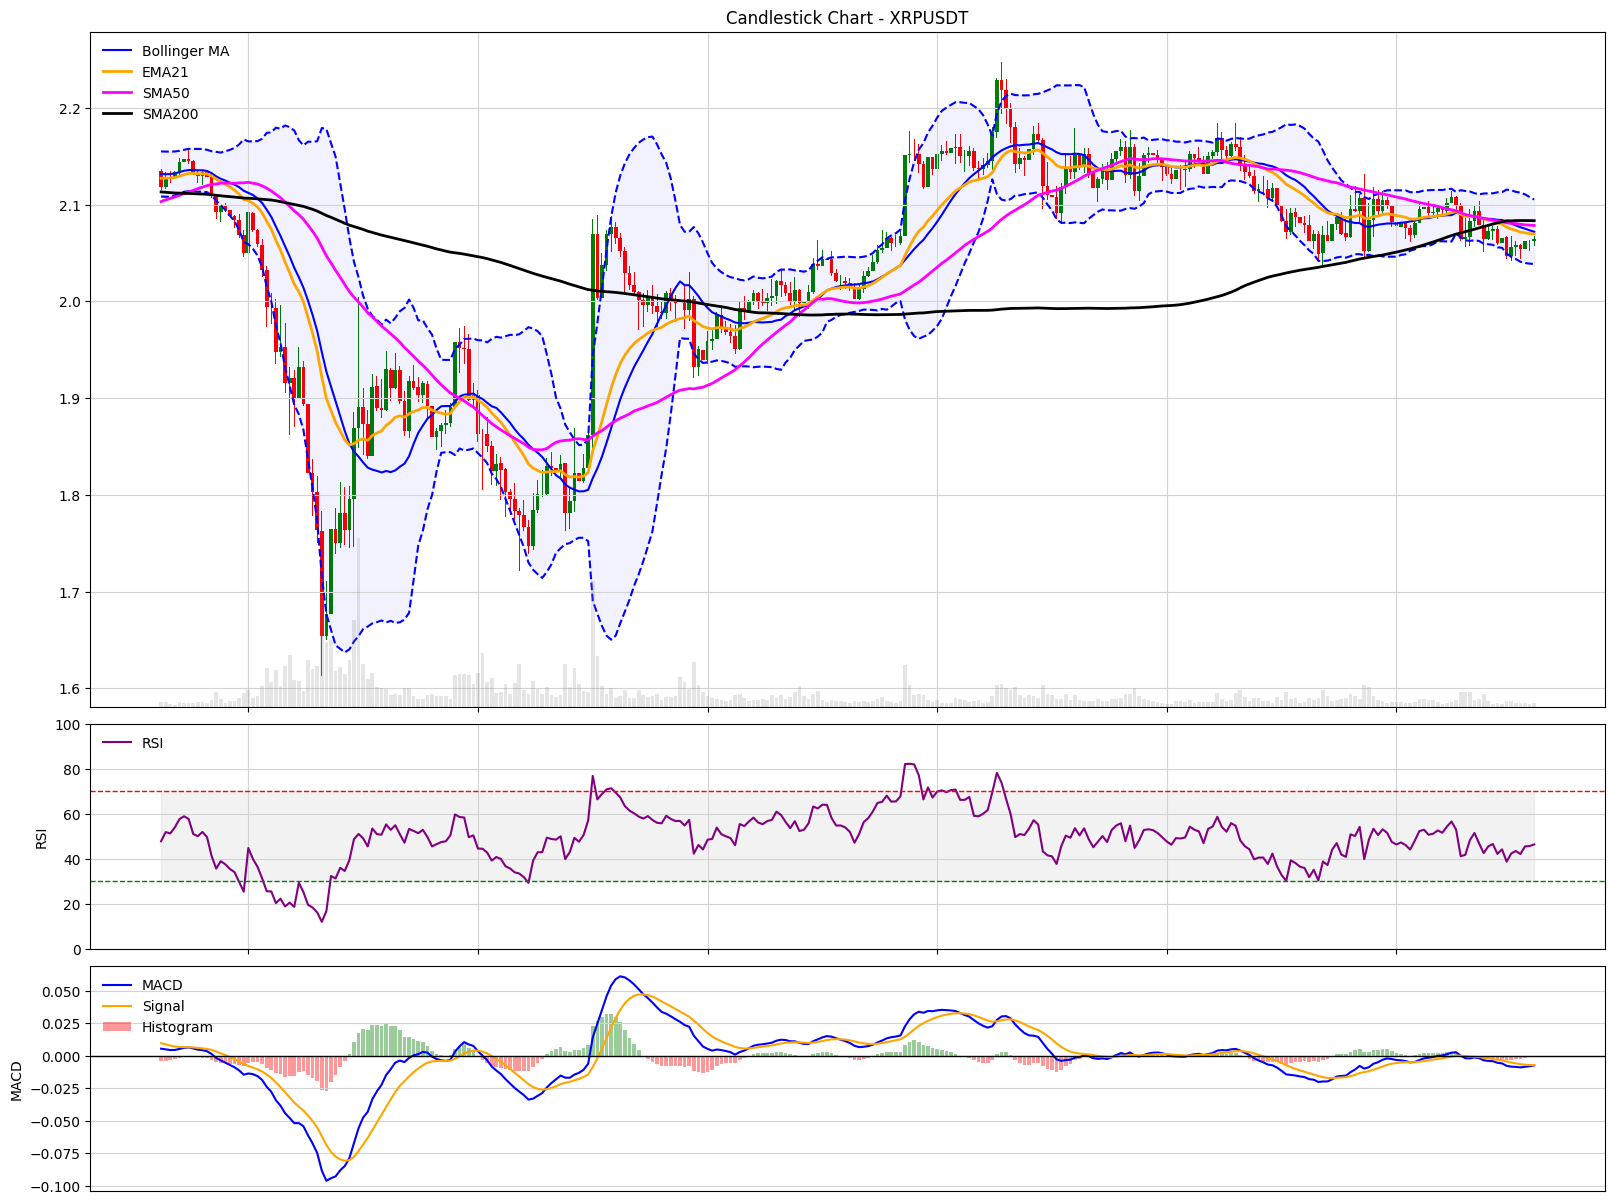 Candlestick Chart - XRPUSDT
Bollinger MA
EMA21
SMA50
SMA200
2.2
2.1
2.0
1.9
1.8
1.7
1.6
RSI
100
80
60
40
20
0
RSI
MACD
Signal
Histogram
0.050
0.025
0.000
−0.025
−0.050
−0.075
−0.100
MACD